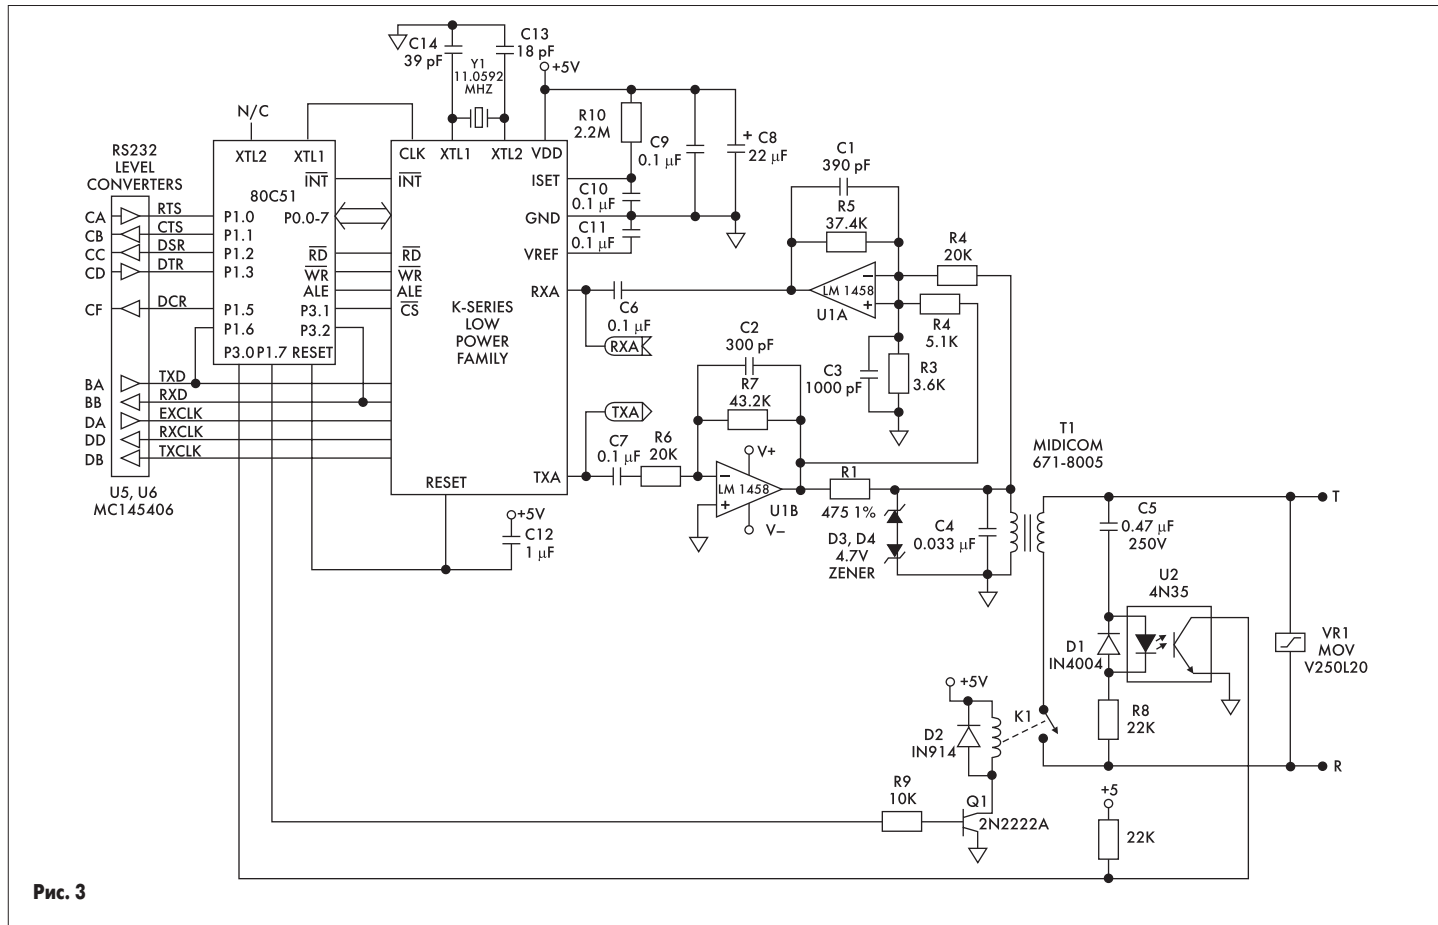 C14
39 pF
C13
18 pF
Y1
11.0592
MHZ
+5V
N/C
R10
2.2M
C9
0.1 µF
+ C8
22 µF
RS232
LEVEL
CONVERTERS
XTL2
XTL1
CLK
XTL1
XTL2
VDD
C1
390 pF
INT
INT
ISET
80C51
C10
0.1 µF
R5
37.4K
CA
RTS
P1.0
P0.0-7
GND
CB
CTS
P1.1
C11
0.1 µF
R4
20K
CC
DSR
P1.2
RD
RD
VREF
CD
DTR
P1.3
WR
WR
ALE
ALE
RXA
LM 1458
−
+
U1A
CF
DCR
P1.5
P3.1
CS
K-SERIES
LOW
POWER
FAMILY
C6
0.1 µF
R4
5.1K
P1.6
P3.2
RXA
C2
300 pF
P3.0
P1.7
RESET
C3
1000 pF
R3
3.6K
BA
TXD
R7
43.2K
BB
RXD
DA
EXCLK
TXA
DD
RXCLK
DB
TXCLK
C7
0.1 µF
R6
20K
V+
T1
MIDICOM
671-8005
RESET
TXA
−
LM 1458
+
U1B
V−
R1
475 1%
U5, U6
MC145406
+5V
C12
1 µF
D3, D4
4.7V
ZENER
C4
0.033 µF
C5
0.47 µF
250V
T
U2
4N35
D1
IN4004
VR1
MOV
V250L20
+5V
K1
R8
22K
D2
IN914
R
R9
10K
Q1
2N2222A
+5
22K
Рис. 3